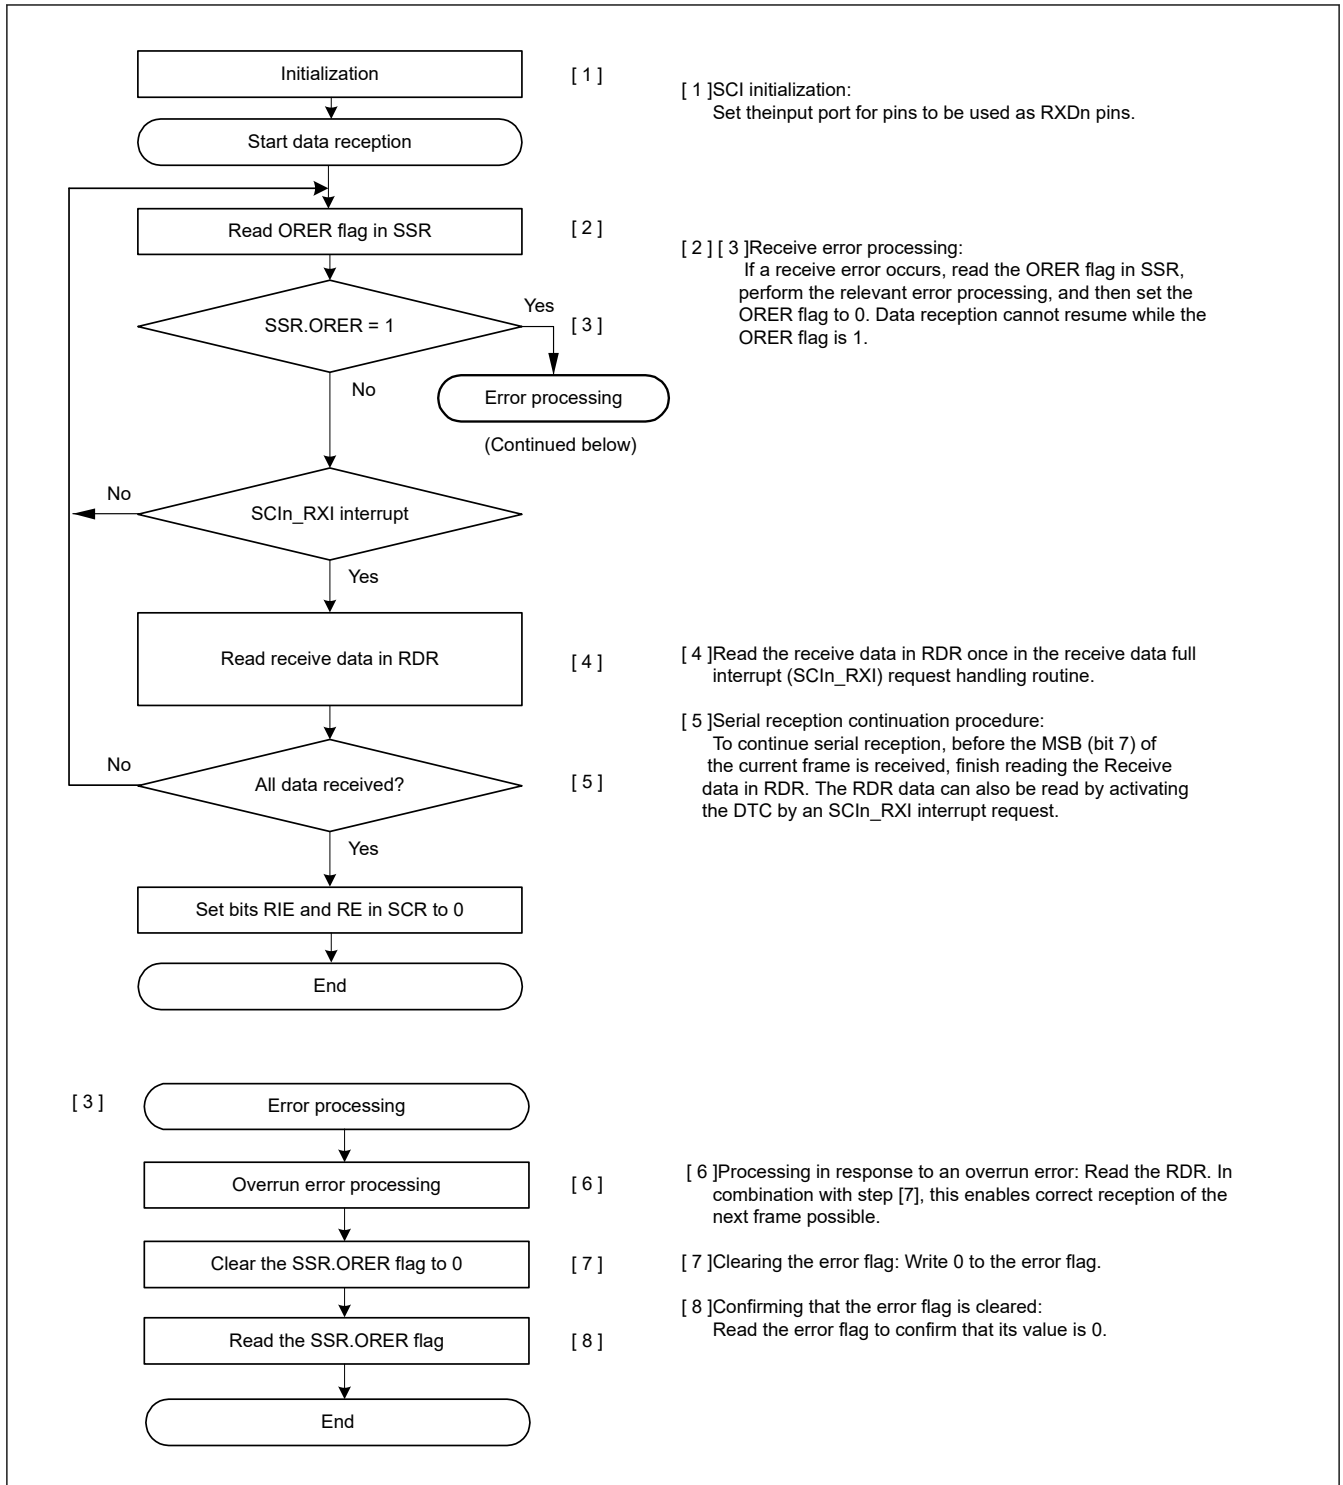 Initialization
[ 1 ]
[ 1 ]SCI initialization:
Set theinput port for pins to be used as RXDn pins.
Start data reception
Read ORER flag in SSR
[ 2 ]
[ 2 ] [ 3 ]Receive error processing:
If a receive error occurs, read the ORER flag in SSR,
perform the relevant error processing, and then set the
ORER flag to 0. Data reception cannot resume while the
ORER flag is 1.
SSR.ORER = 1
Yes
[ 3 ]
No
Error processing
(Continued below)
SCIn_RXI interrupt
No
Yes
Read receive data in RDR
[ 4 ]
[ 4 ]Read the receive data in RDR once in the receive data full
interrupt (SCIn_RXI) request handling routine.
[ 5 ]Serial reception continuation procedure:
To continue serial reception, before the MSB (bit 7) of
the current frame is received, finish reading the Receive
data in RDR. The RDR data can also be read by activating
the DTC by an SCIn_RXI interrupt request.
No
All data received?
[ 5 ]
Yes
Set bits RIE and RE in SCR to 0
End
[ 3 ]
Error processing
Overrun error processing
[ 6 ]
[ 6 ]Processing in response to an overrun error: Read the RDR. In
combination with step [7], this enables correct reception of the
next frame possible.
Clear the SSR.ORER flag to 0
[ 7 ]
[ 7 ]Clearing the error flag: Write 0 to the error flag.
Read the SSR.ORER flag
[ 8 ]
[ 8 ]Confirming that the error flag is cleared:
Read the error flag to confirm that its value is 0.
End